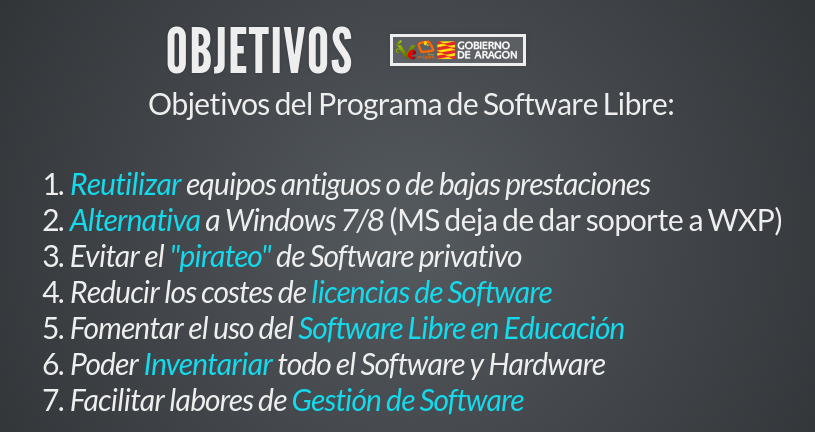 OBJETIVOS
GOBIERNO
DE ARAGON
Objetivos del Programa de Software Libre:
1. Reutilizar equipos antiguos o de bajas prestaciones
2. Alternativa a Windows 7/8 (MS deja de dar soporte a WXP)
3. Evitar el "pirateo" de Software privativo
4. Reducir los costes de licencias de Software
5. Fomentar el uso del Software Libre en Educación
6. Poder Inventariar todo el Software y Hardware
7. Facilitar labores de Gestión de Software